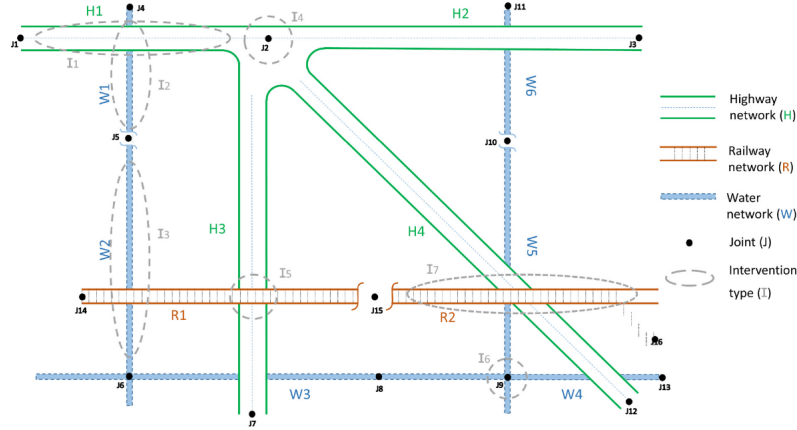 H1
J4
J11
H2
I4
J1
J2
J3
I1
I2
W1
W6
J5
J10
Highway
network (H)
Railway
network (R)
Water
network (W)
Joint (J)
Intervention
type (I)
W2
I3
H3
H4
W5
I5
I7
J14
R1
J15
R2
J16
I6
J6
W3
J8
J9
W4
J13
J7
J12